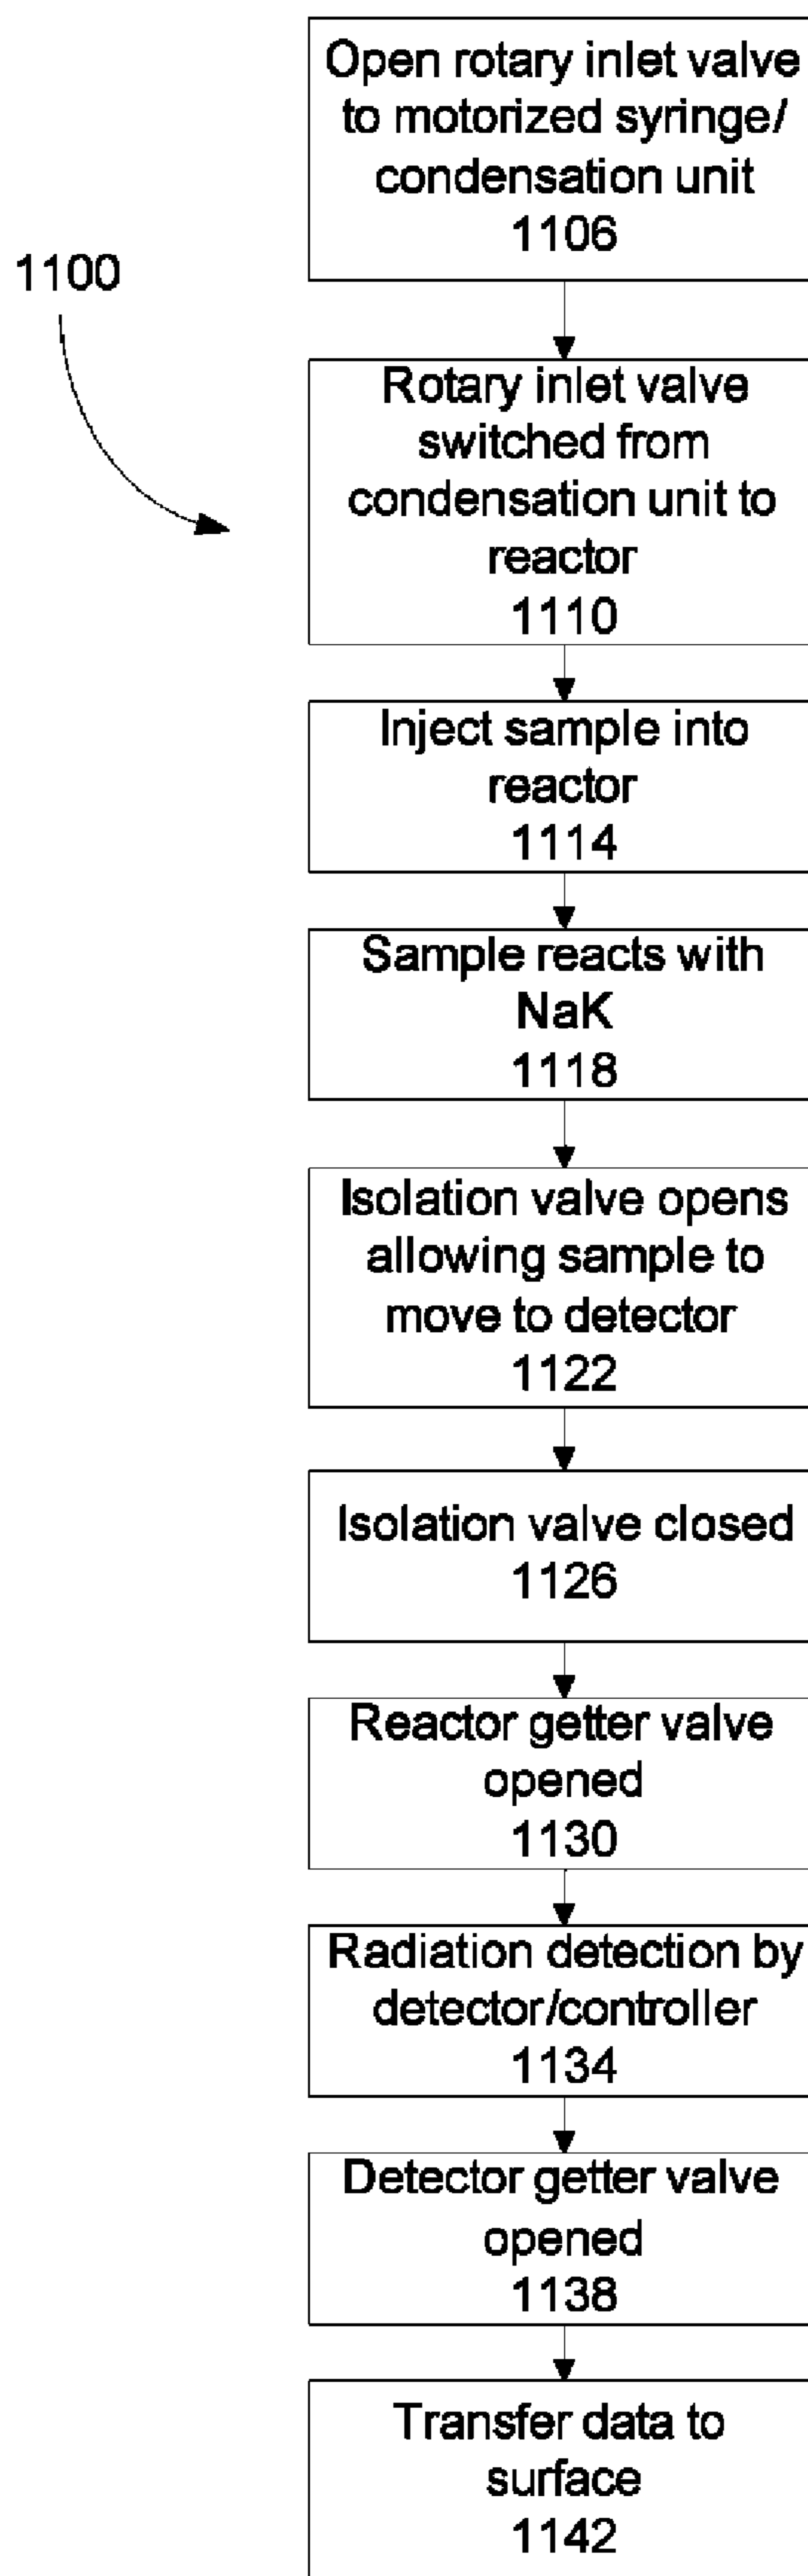 Open rotary inlet valve
to motorized syringe/
condensation unit
1106
1100
Rotary inlet valve
switched from
condensation unit to
reactor
1110
Inject sample into
reactor
1114
Sample reacts with
NaK
1118
Isolation valve opens
allowing sample to
move to detector
1122
Isolation valve closed
1126
Reactor getter valve
opened
1130
Radiation detection by
detector/controller
1134
Detector getter valve
opened
1138
Transfer data to
surface
1142